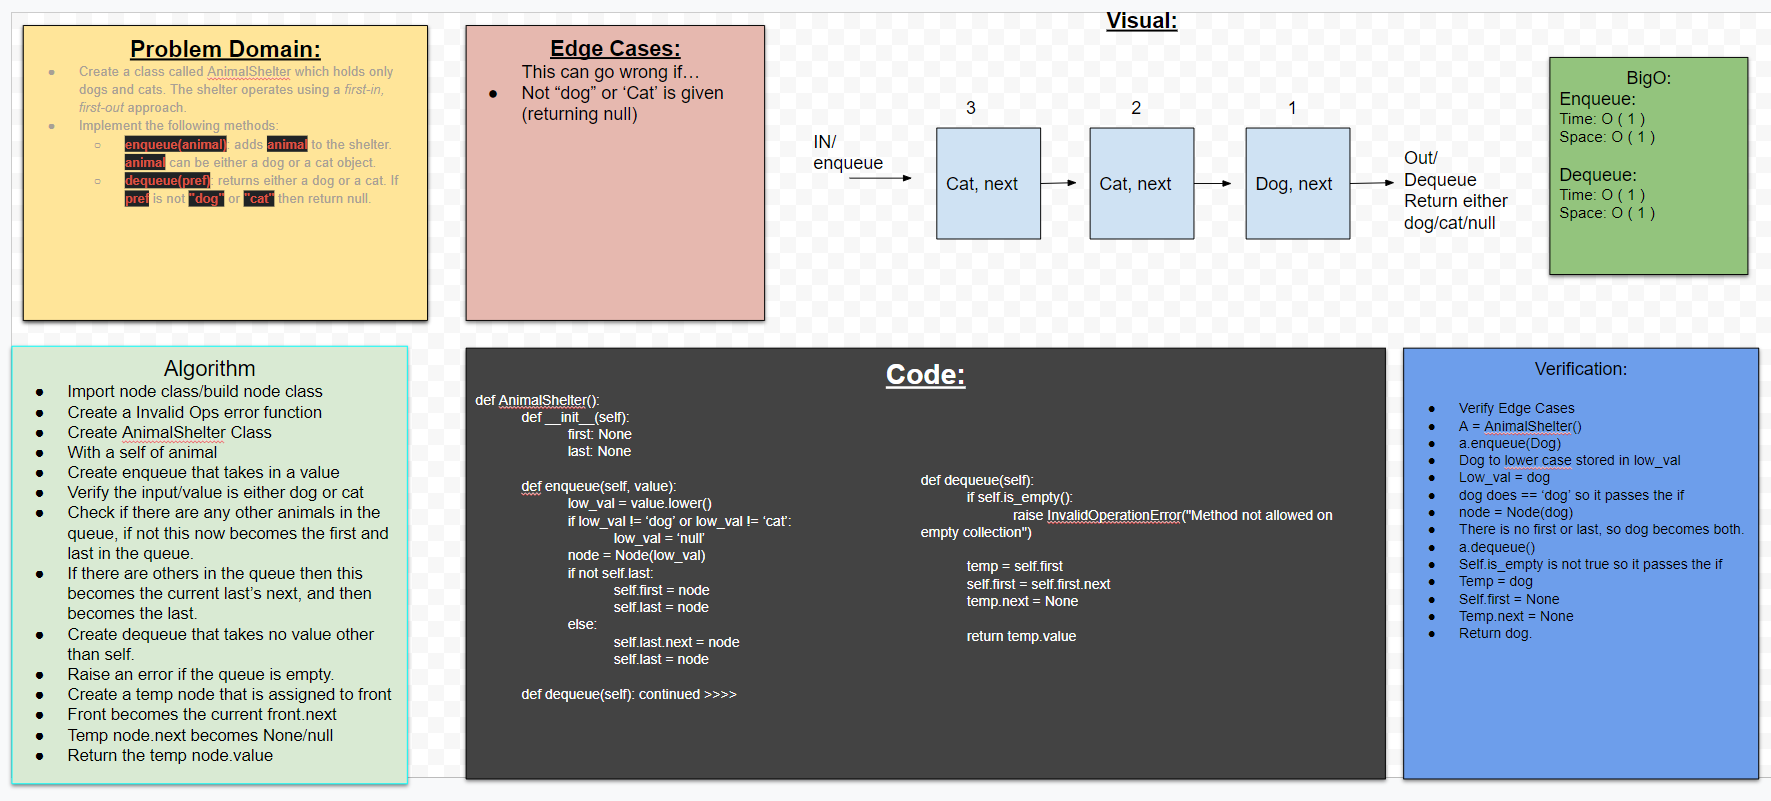 Visual:
Problem Domain:
● Create a class called AnimalShelter which holds only
dogs and cats. The shelter operates using a first-in,
first-out approach.
● Implement the following methods:
○ enqueue(animal): adds animal to the shelter.
animal can be either a dog or a cat object.
○ dequeue(pref): returns either a dog or a cat. If
pref is not "dog" or "cat" then return null.
Edge Cases:
This can go wrong if…
● Not “dog” or ‘Cat’ is given
(returning null)
3
2
1
IN/
enqueue
Cat, next
Cat, next
Dog, next
Out/
Dequeue
Return either
dog/cat/null
BigO:
Enqueue:
Time: O ( 1 )
Space: O ( 1 )
Dequeue:
Time: O ( 1 )
Space: O ( 1 )
Algorithm
● Import node class/build node class
● Create a Invalid Ops error function
● Create AnimalShelter Class
● With a self of animal
● Create enqueue that takes in a value
● Verify the input/value is either dog or cat
● Check if there are any other animals in the
queue, if not this now becomes the first and
last in the queue.
● If there are others in the queue then this
becomes the current last’s next, and then
becomes the last.
● Create dequeue that takes no value other
than self.
● Raise an error if the queue is empty.
● Create a temp node that is assigned to front
● Front becomes the current front.next
● Temp node.next becomes None/null
● Return the temp node.value
Code:
def AnimalShelter():
def __init__(self):
first: None
last: None
def enqueue(self, value):
low_val = value.lower()
if low_val != ‘dog’ or low_val != ‘cat’:
low_val = ‘null’
node = Node(low_val)
if not self.last:
self.first = node
self.last = node
else:
self.last.next = node
self.last = node
def dequeue(self): continued >>>>
def dequeue(self):
if self.is_empty():
raise InvalidOperationError("Method not allowed on
empty collection")
temp = self.first
self.first = self.first.next
temp.next = None
return temp.value
Verification:
● Verify Edge Cases
● A = AnimalShelter()
● a.enqueue(Dog)
● Dog to lower case stored in low_val
● Low_val = dog
● dog does == ‘dog’ so it passes the if
● node = Node(dog)
● There is no first or last, so dog becomes both.
● a.dequeue()
● Self.is_empty is not true so it passes the if
● Temp = dog
● Self.first = None
● Temp.next = None
● Return dog.